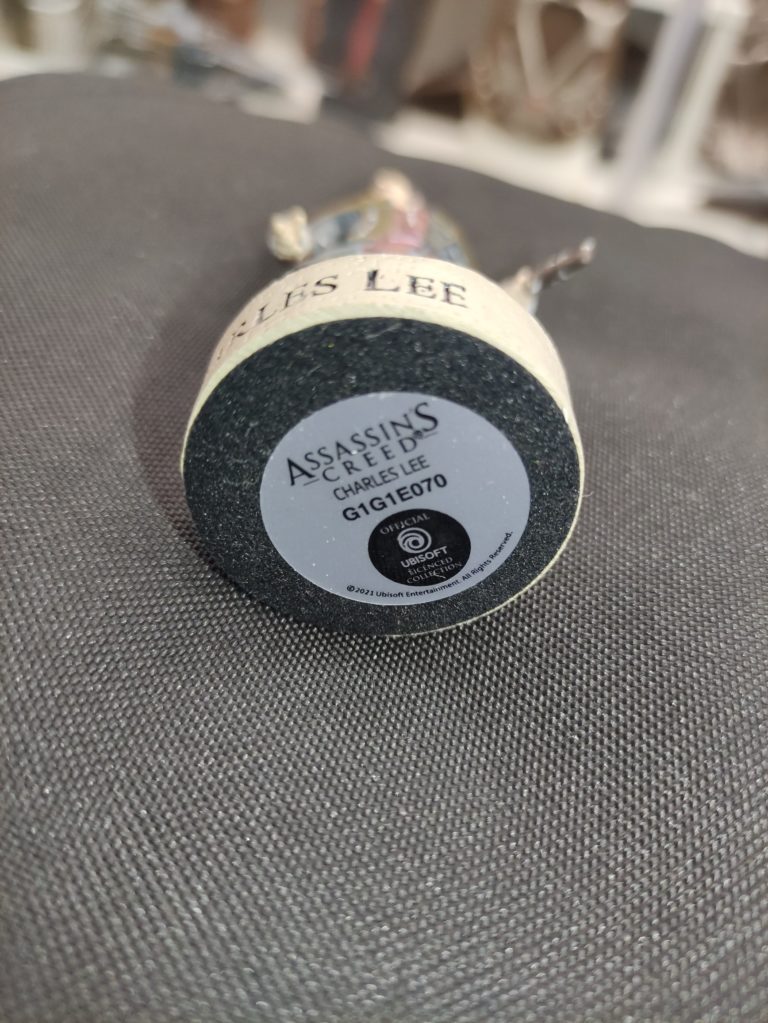 RLES LEE
ASSASSIN'S
CREED
CHARLES LEE
G1G1E070
OFFICIAL
UBISOFT
LICENCED
COLLECTION
©2021 Ubisoft Entertainment. All Rights Reserved.